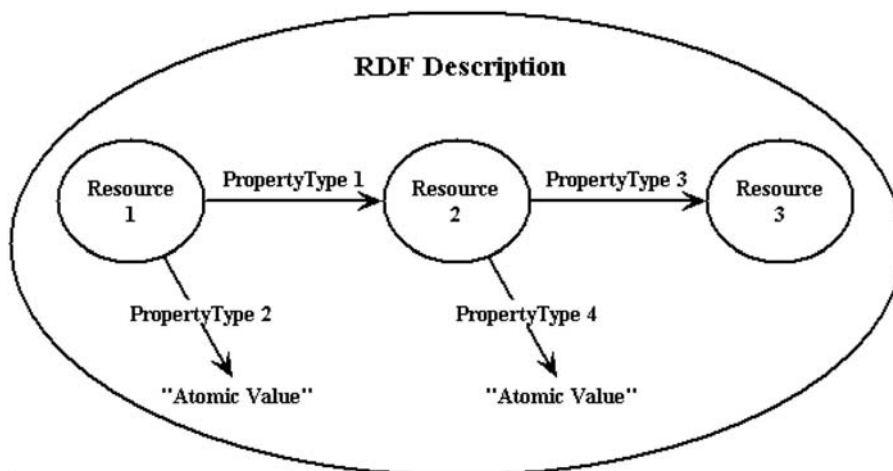 RDF Description
Resource
1
PropertyType 1
Resource
2
PropertyType 3
Resource
3
PropertyType 2
PropertyType 4
"Atomic Value"
"Atomic Value"